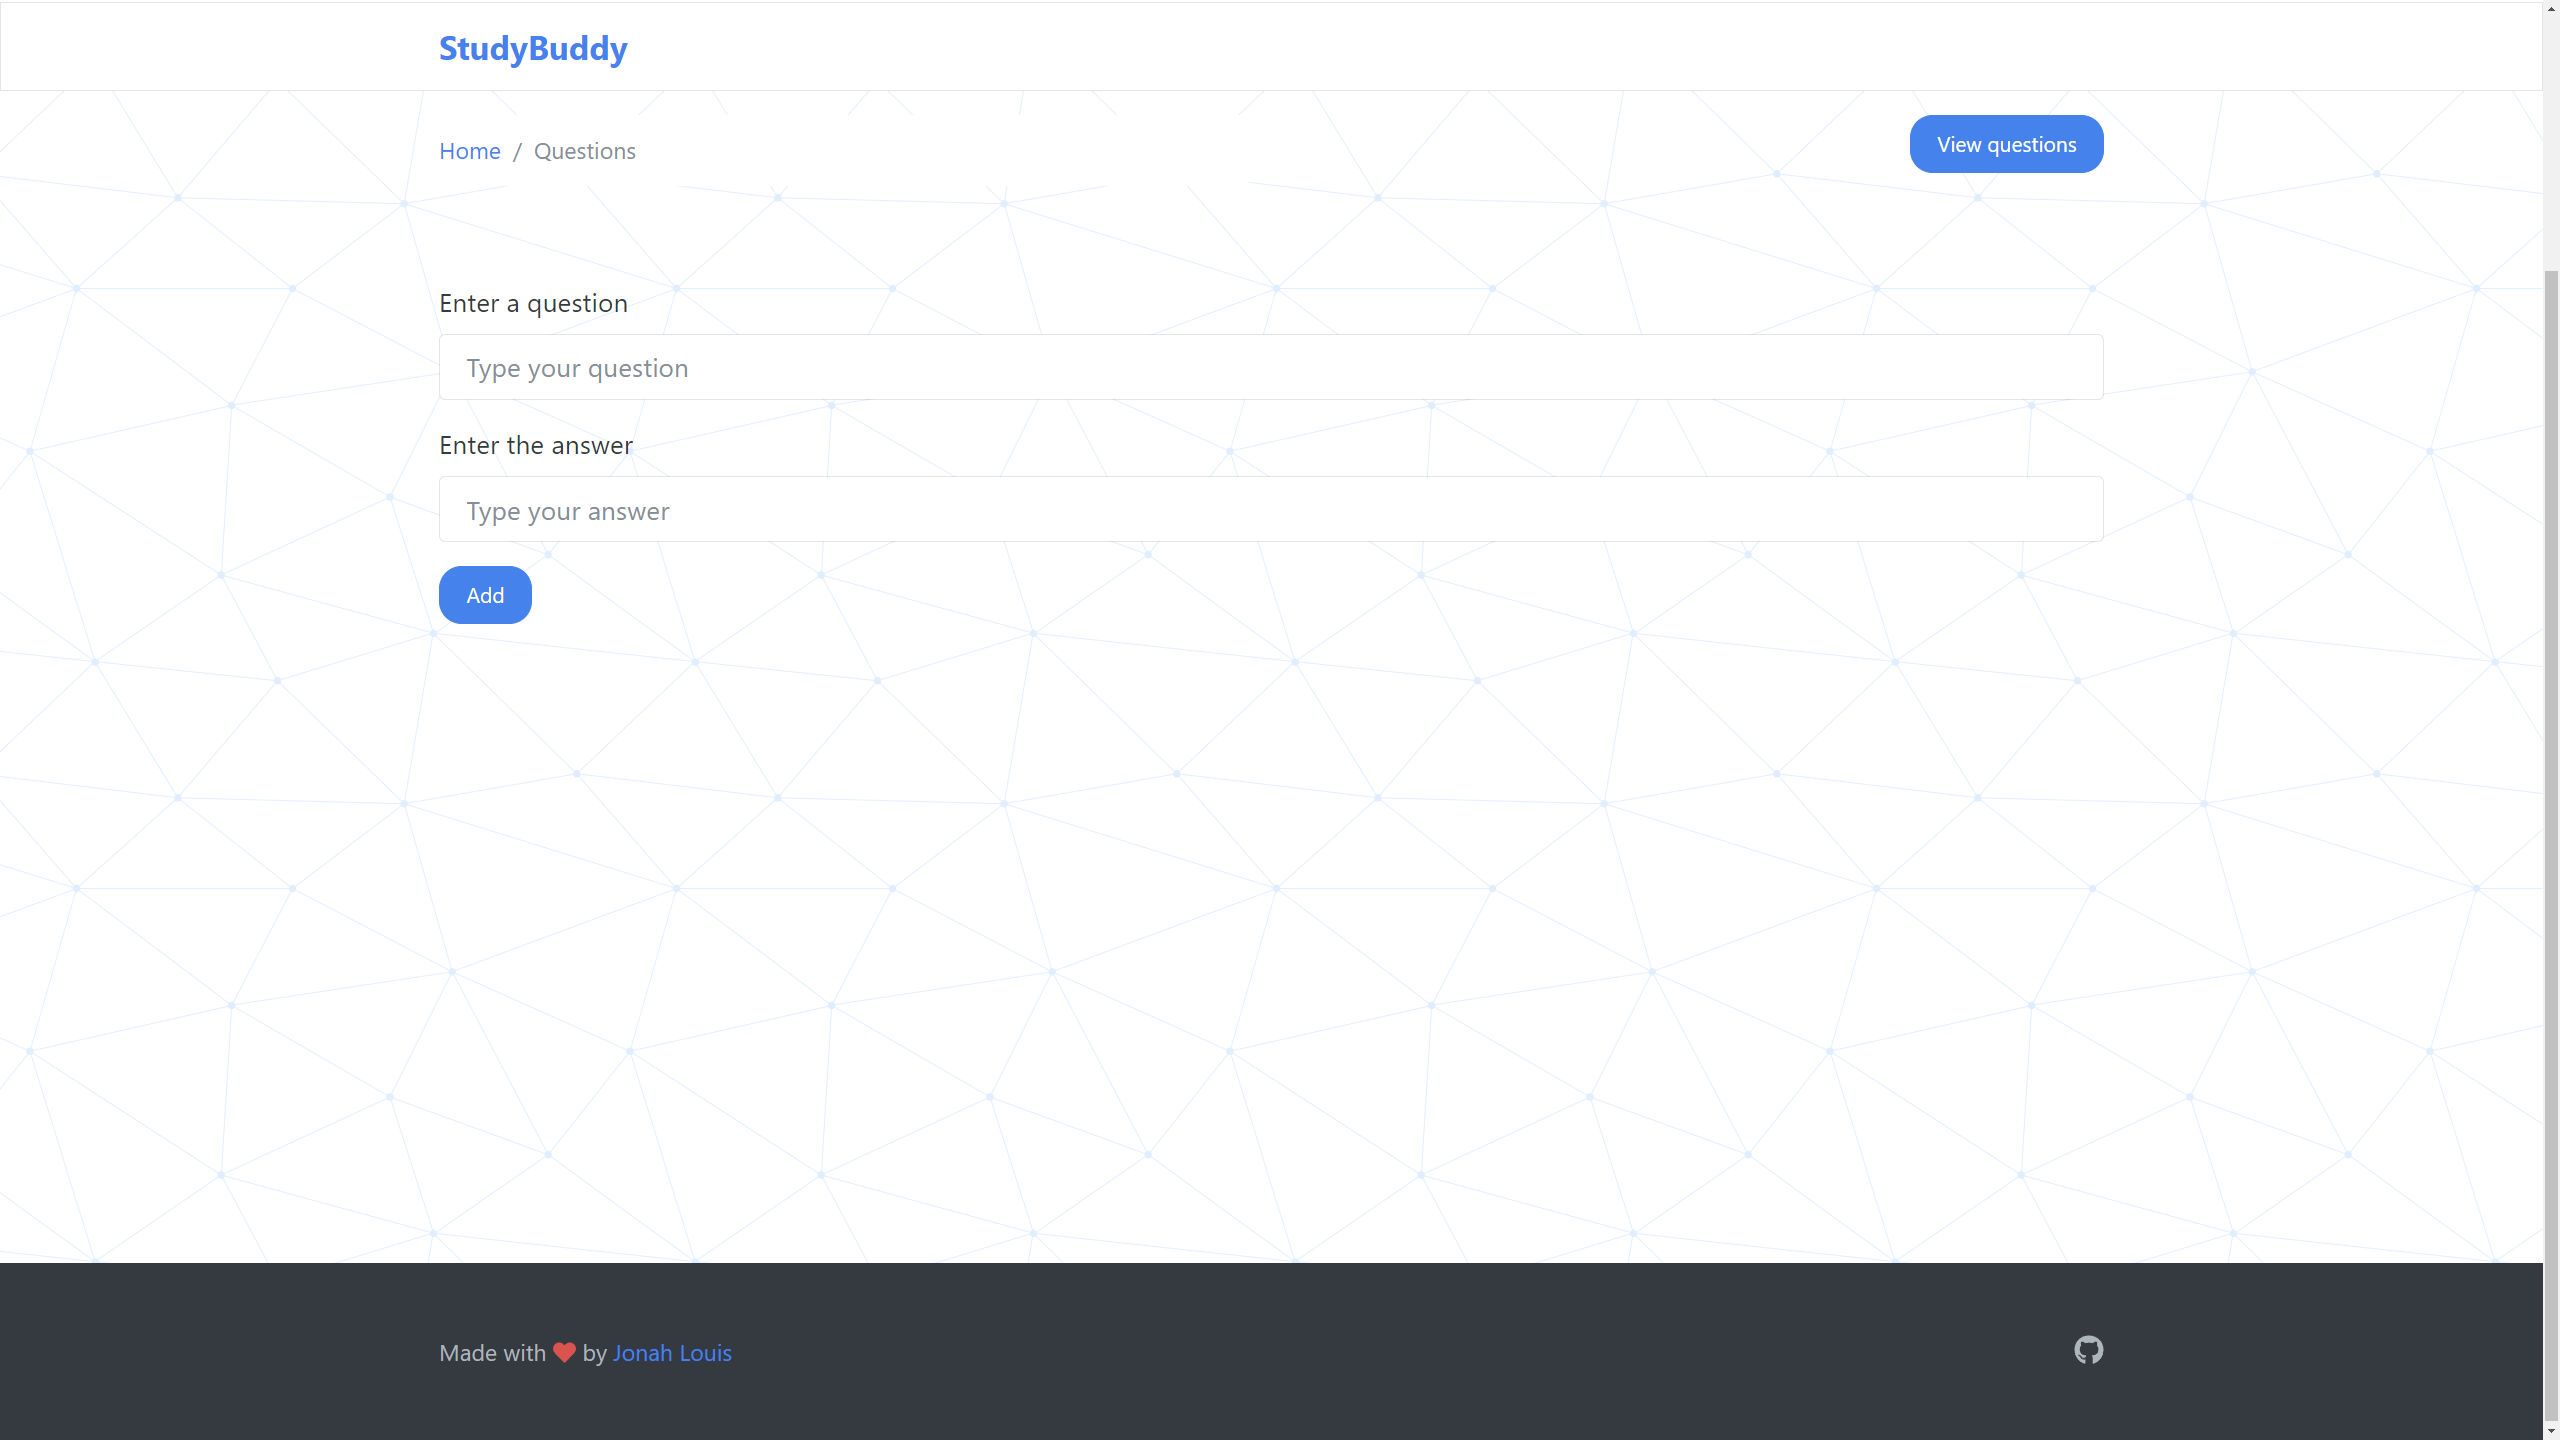 StudyBuddy
Home / Questions
View questions
Enter a question
Type your question
Enter the answer
Type your answer
Add
Made with ❤ by Jonah Louis